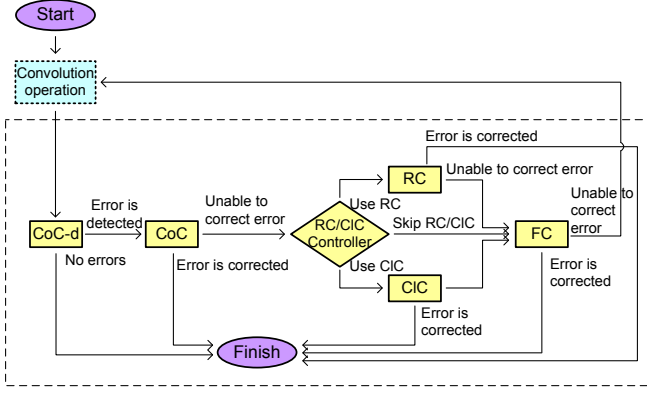 Start
Convolution
operation
Error is corrected
RC
Unable to correct error
Error is
detected
Unable to
correct error
Use RC
Unable to
correct
error
CoC-d
CoC
RC/CIC
Controller
Skip RC/CIC
FC
No errors
Error is corrected
Use CIC
Error is
corrected
CIC
Error is
corrected
Finish